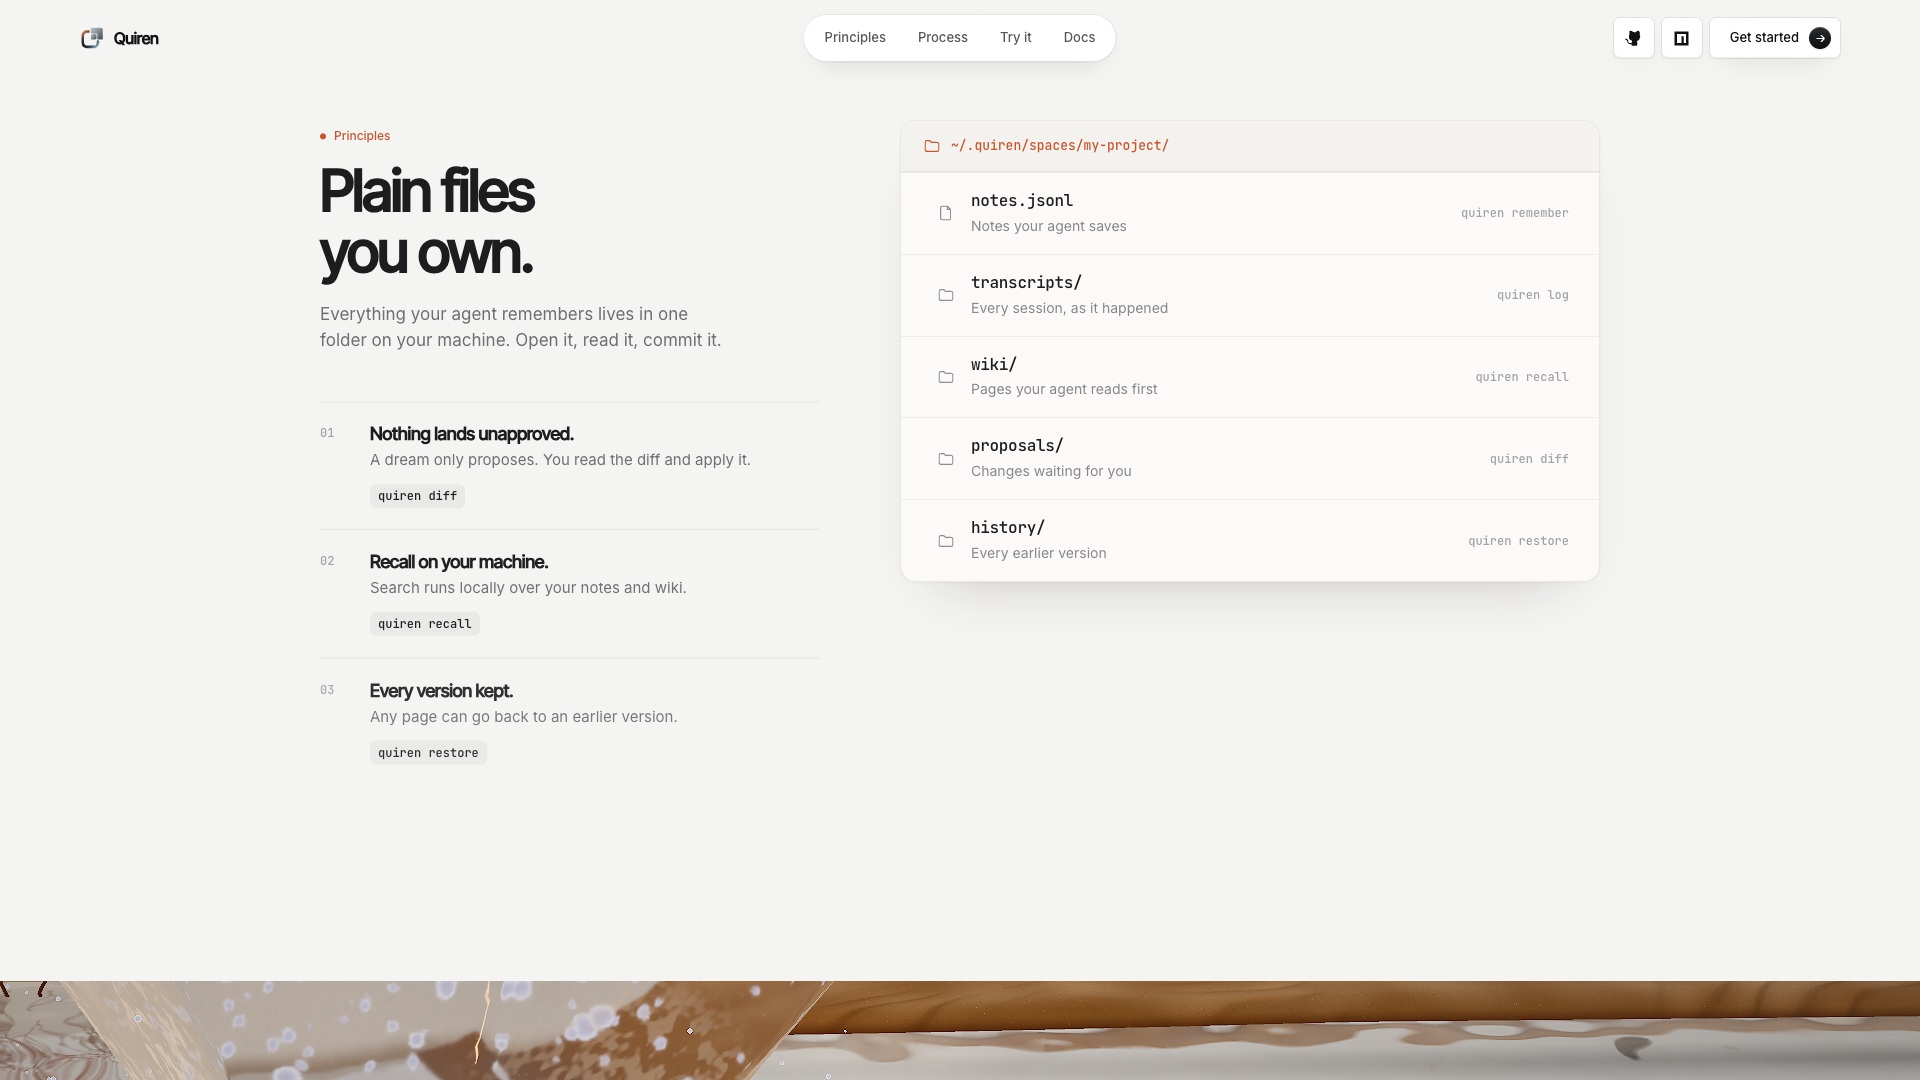 Quiren
Principles
Process
Try it
Docs
Get started
Principles
Plain files
you own.
Everything your agent remembers lives in one
folder on your machine. Open it, read it, commit it.
01
Nothing lands unapproved.
A dream only proposes. You read the diff and apply it.
quiren diff
02
Recall on your machine.
Search runs locally over your notes and wiki.
quiren recall
03
Every version kept.
Any page can go back to an earlier version.
quiren restore
~/.quiren/spaces/my-project/
notes.jsonl
Notes your agent saves
quiren remember
transcripts/
Every session, as it happened
quiren log
wiki/
Pages your agent reads first
quiren recall
proposals/
Changes waiting for you
quiren diff
history/
Every earlier version
quiren restore